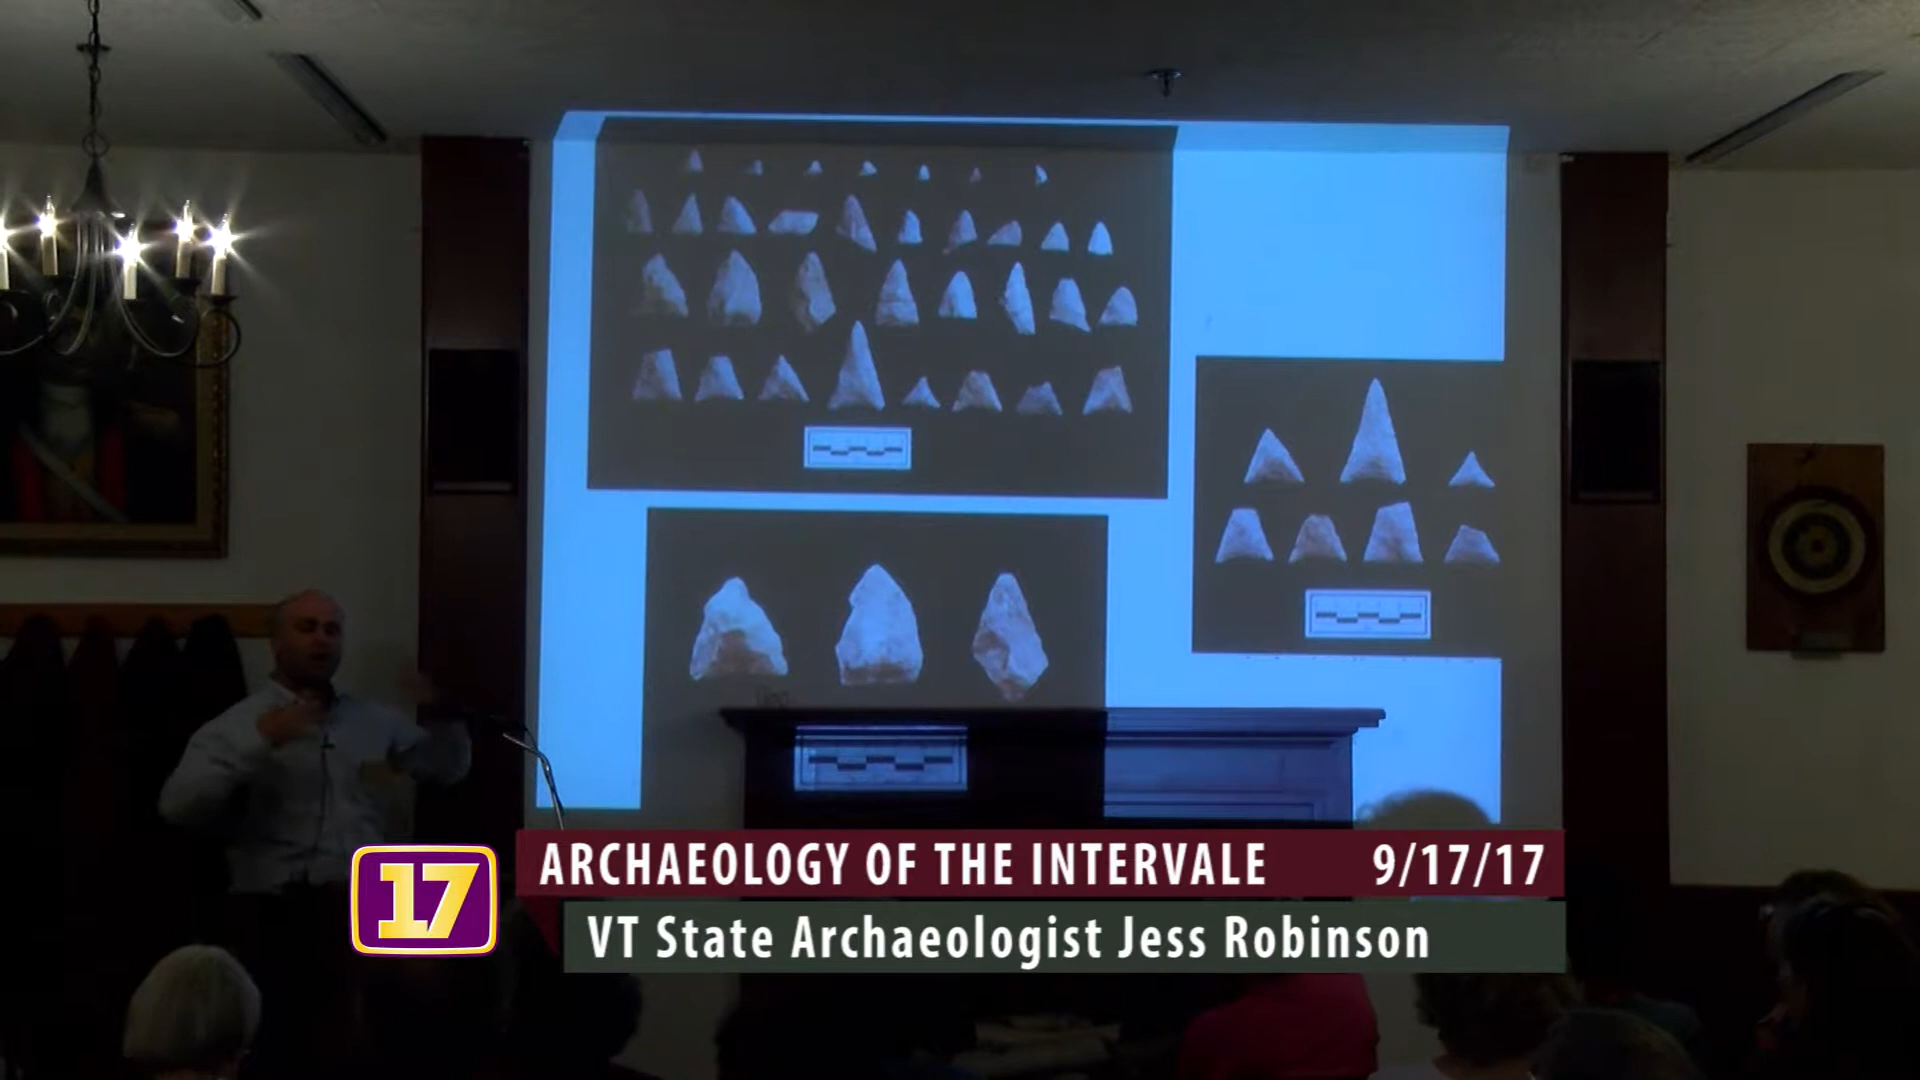 17
ARCHAEOLOGY OF THE INTERVALE 9/17/17
VT State Archaeologist Jess Robinson